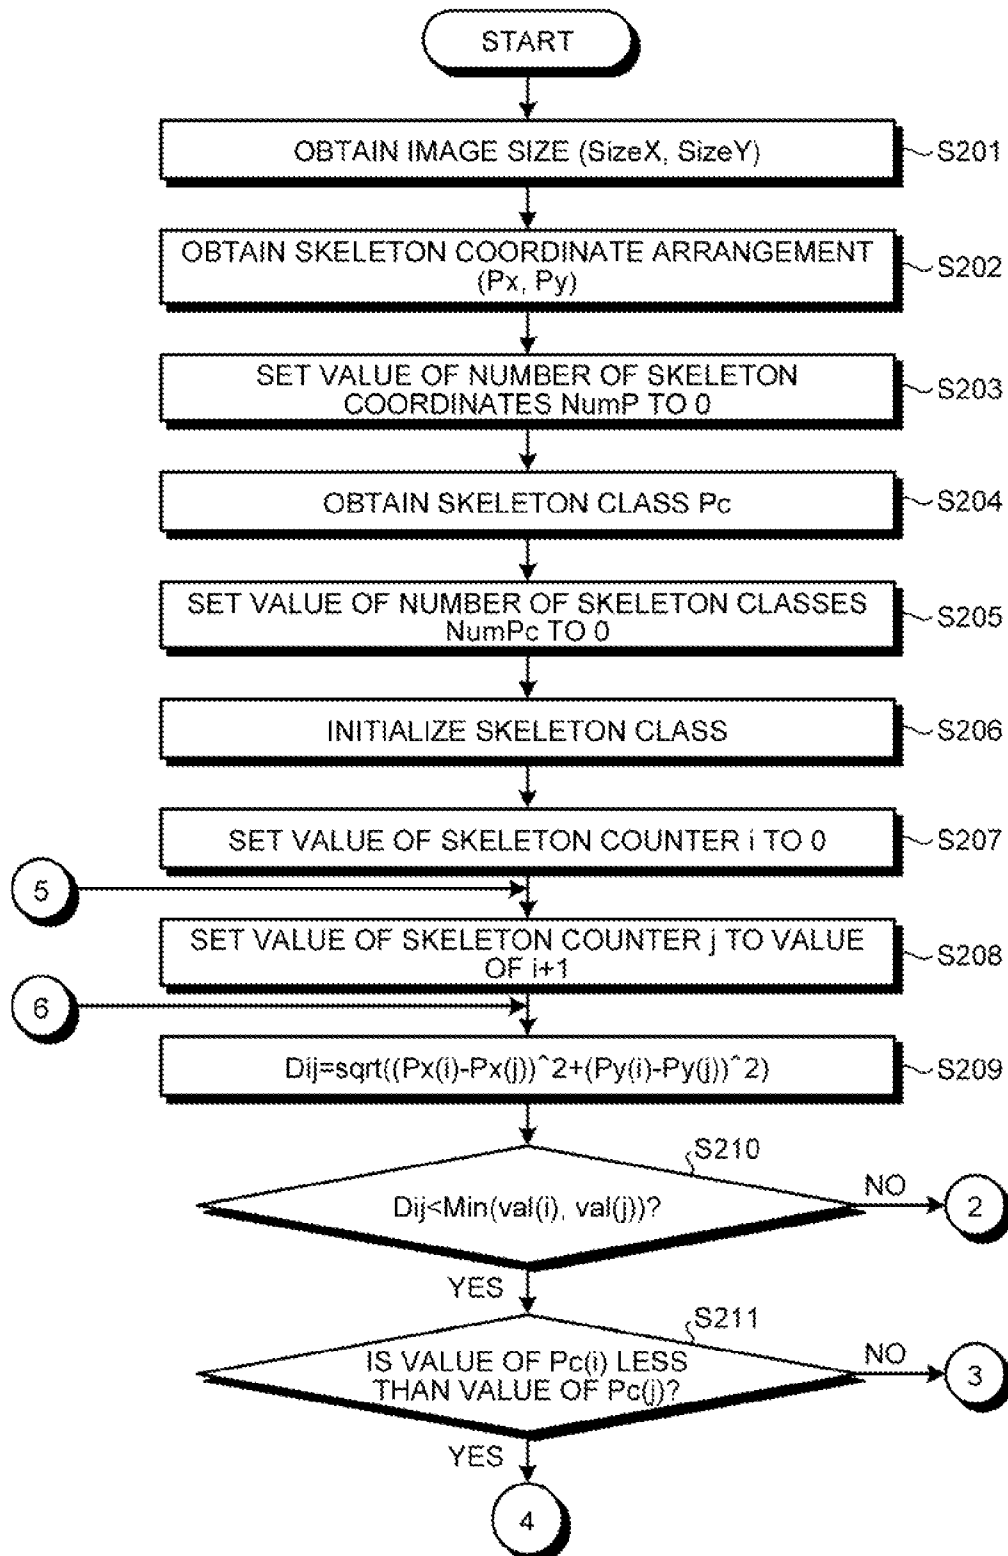 START
OBTAIN IMAGE SIZE (SizeX, SizeY)
S201
OBTAIN SKELETON COORDINATE ARRANGEMENT
(Px, Py)
S202
SET VALUE OF NUMBER OF SKELETON
COORDINATES NumP TO 0
S203
OBTAIN SKELETON CLASS Pc
S204
SET VALUE OF NUMBER OF SKELETON CLASSES
NumPc TO 0
S205
INITIALIZE SKELETON CLASS
S206
SET VALUE OF SKELETON COUNTER i TO 0
S207
5
SET VALUE OF SKELETON COUNTER j TO VALUE
OF i+1
S208
6
Dij=sqrt((Px(i)-Px(j))^2+(Py(i)-Py(j))^2)
S209
S210
Dij<Min(val(i), val(j))?
NO
2
YES
S211
IS VALUE OF Pc(i) LESS
THAN VALUE OF Pc(j)?
NO
3
YES
4